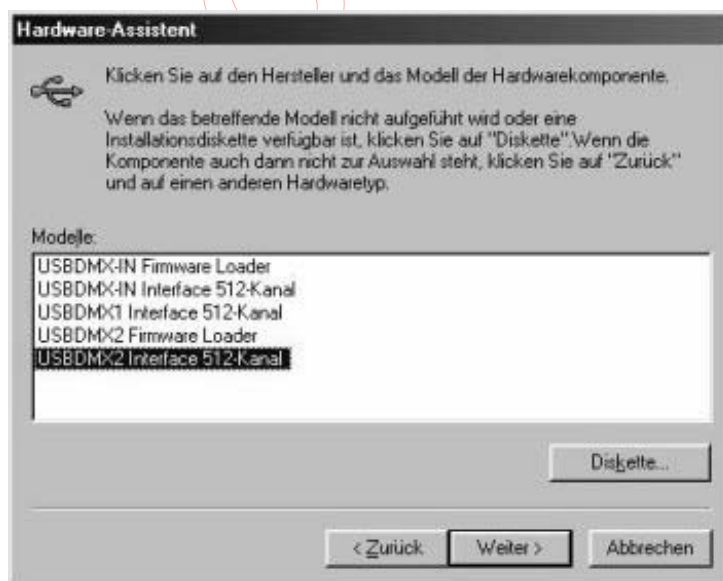 Hardware-Assistent
Klicken Sie auf den Hersteller und das Modell der Hardwarekomponente.
Wenn das betreffende Modell nicht aufgeführt wird oder eine
Installationsdiskette verfügbar ist, klicken Sie auf "Diskette".Wenn die
Komponente auch dann nicht zur Auswahl steht, klicken Sie auf "Zurück"
und auf einen anderen Hardwaretyp.
Modelle:
USBDMX-IN Firmware Loader
USBDMX-IN Interface 512-Kanal
USBDMX1 Interface 512-Kanal
USBDMX2 Firmware Loader
USBDMX2 Interface 512-Kanal
Diskette...
< Zurück
Weiter >
Abbrechen